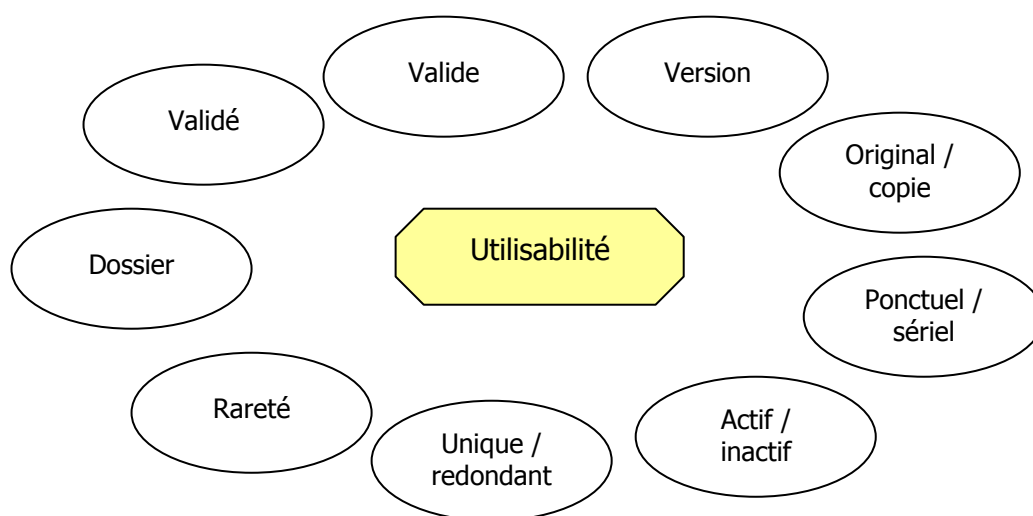 Valide
Version
Validé
Original /
copie
Utilisabilité
Dossier
Ponctuel /
sériel
Rareté
Actif /
inactif
Unique /
redondant